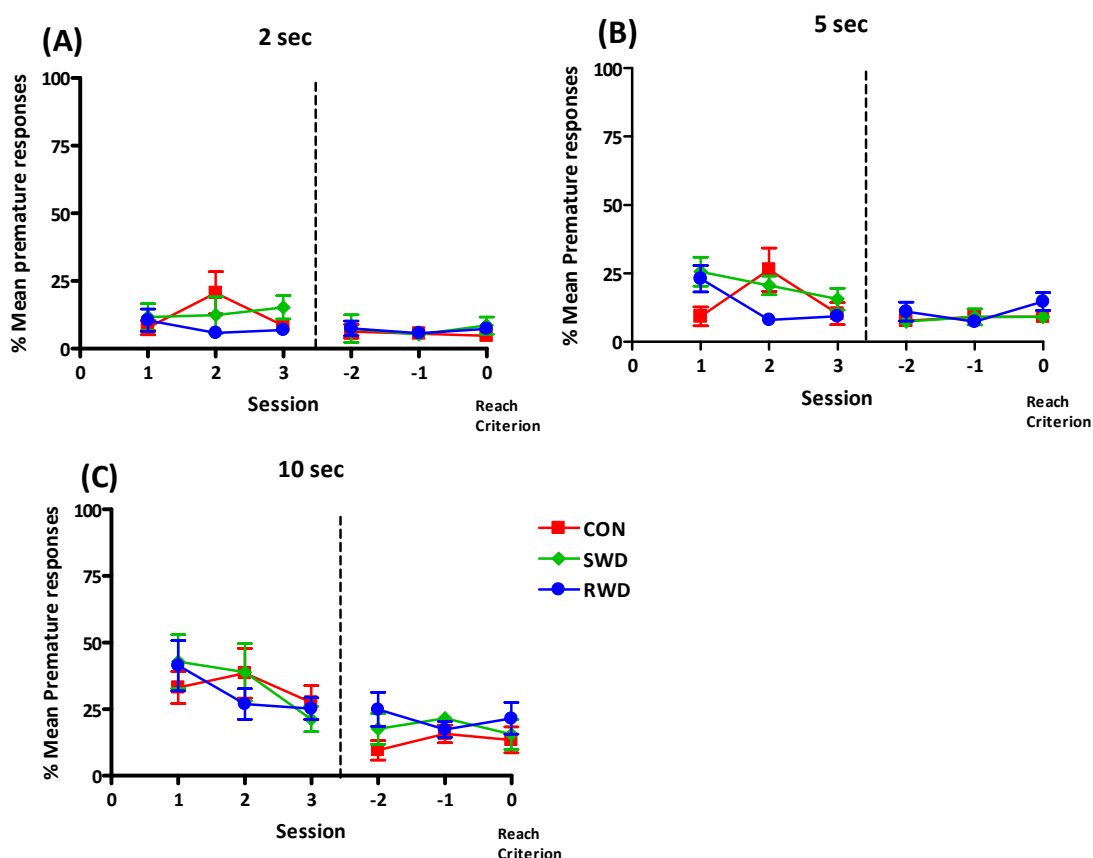 (A)
2 sec
% Mean premature responses
100
75
50
25
0
0 1 2 3 -2 -1 0
Session
Reach
Criterion
(B)
5 sec
% Mean Premature responses
100
75
50
25
0
0 1 2 3 -2 -1 0
Session
Reach
Criterion
(C)
10 sec
% Mean Premature responses
100
75
50
25
0
0 1 2 3 -2 -1 0
Session
Reach
Criterion
CON
SWD
RWD